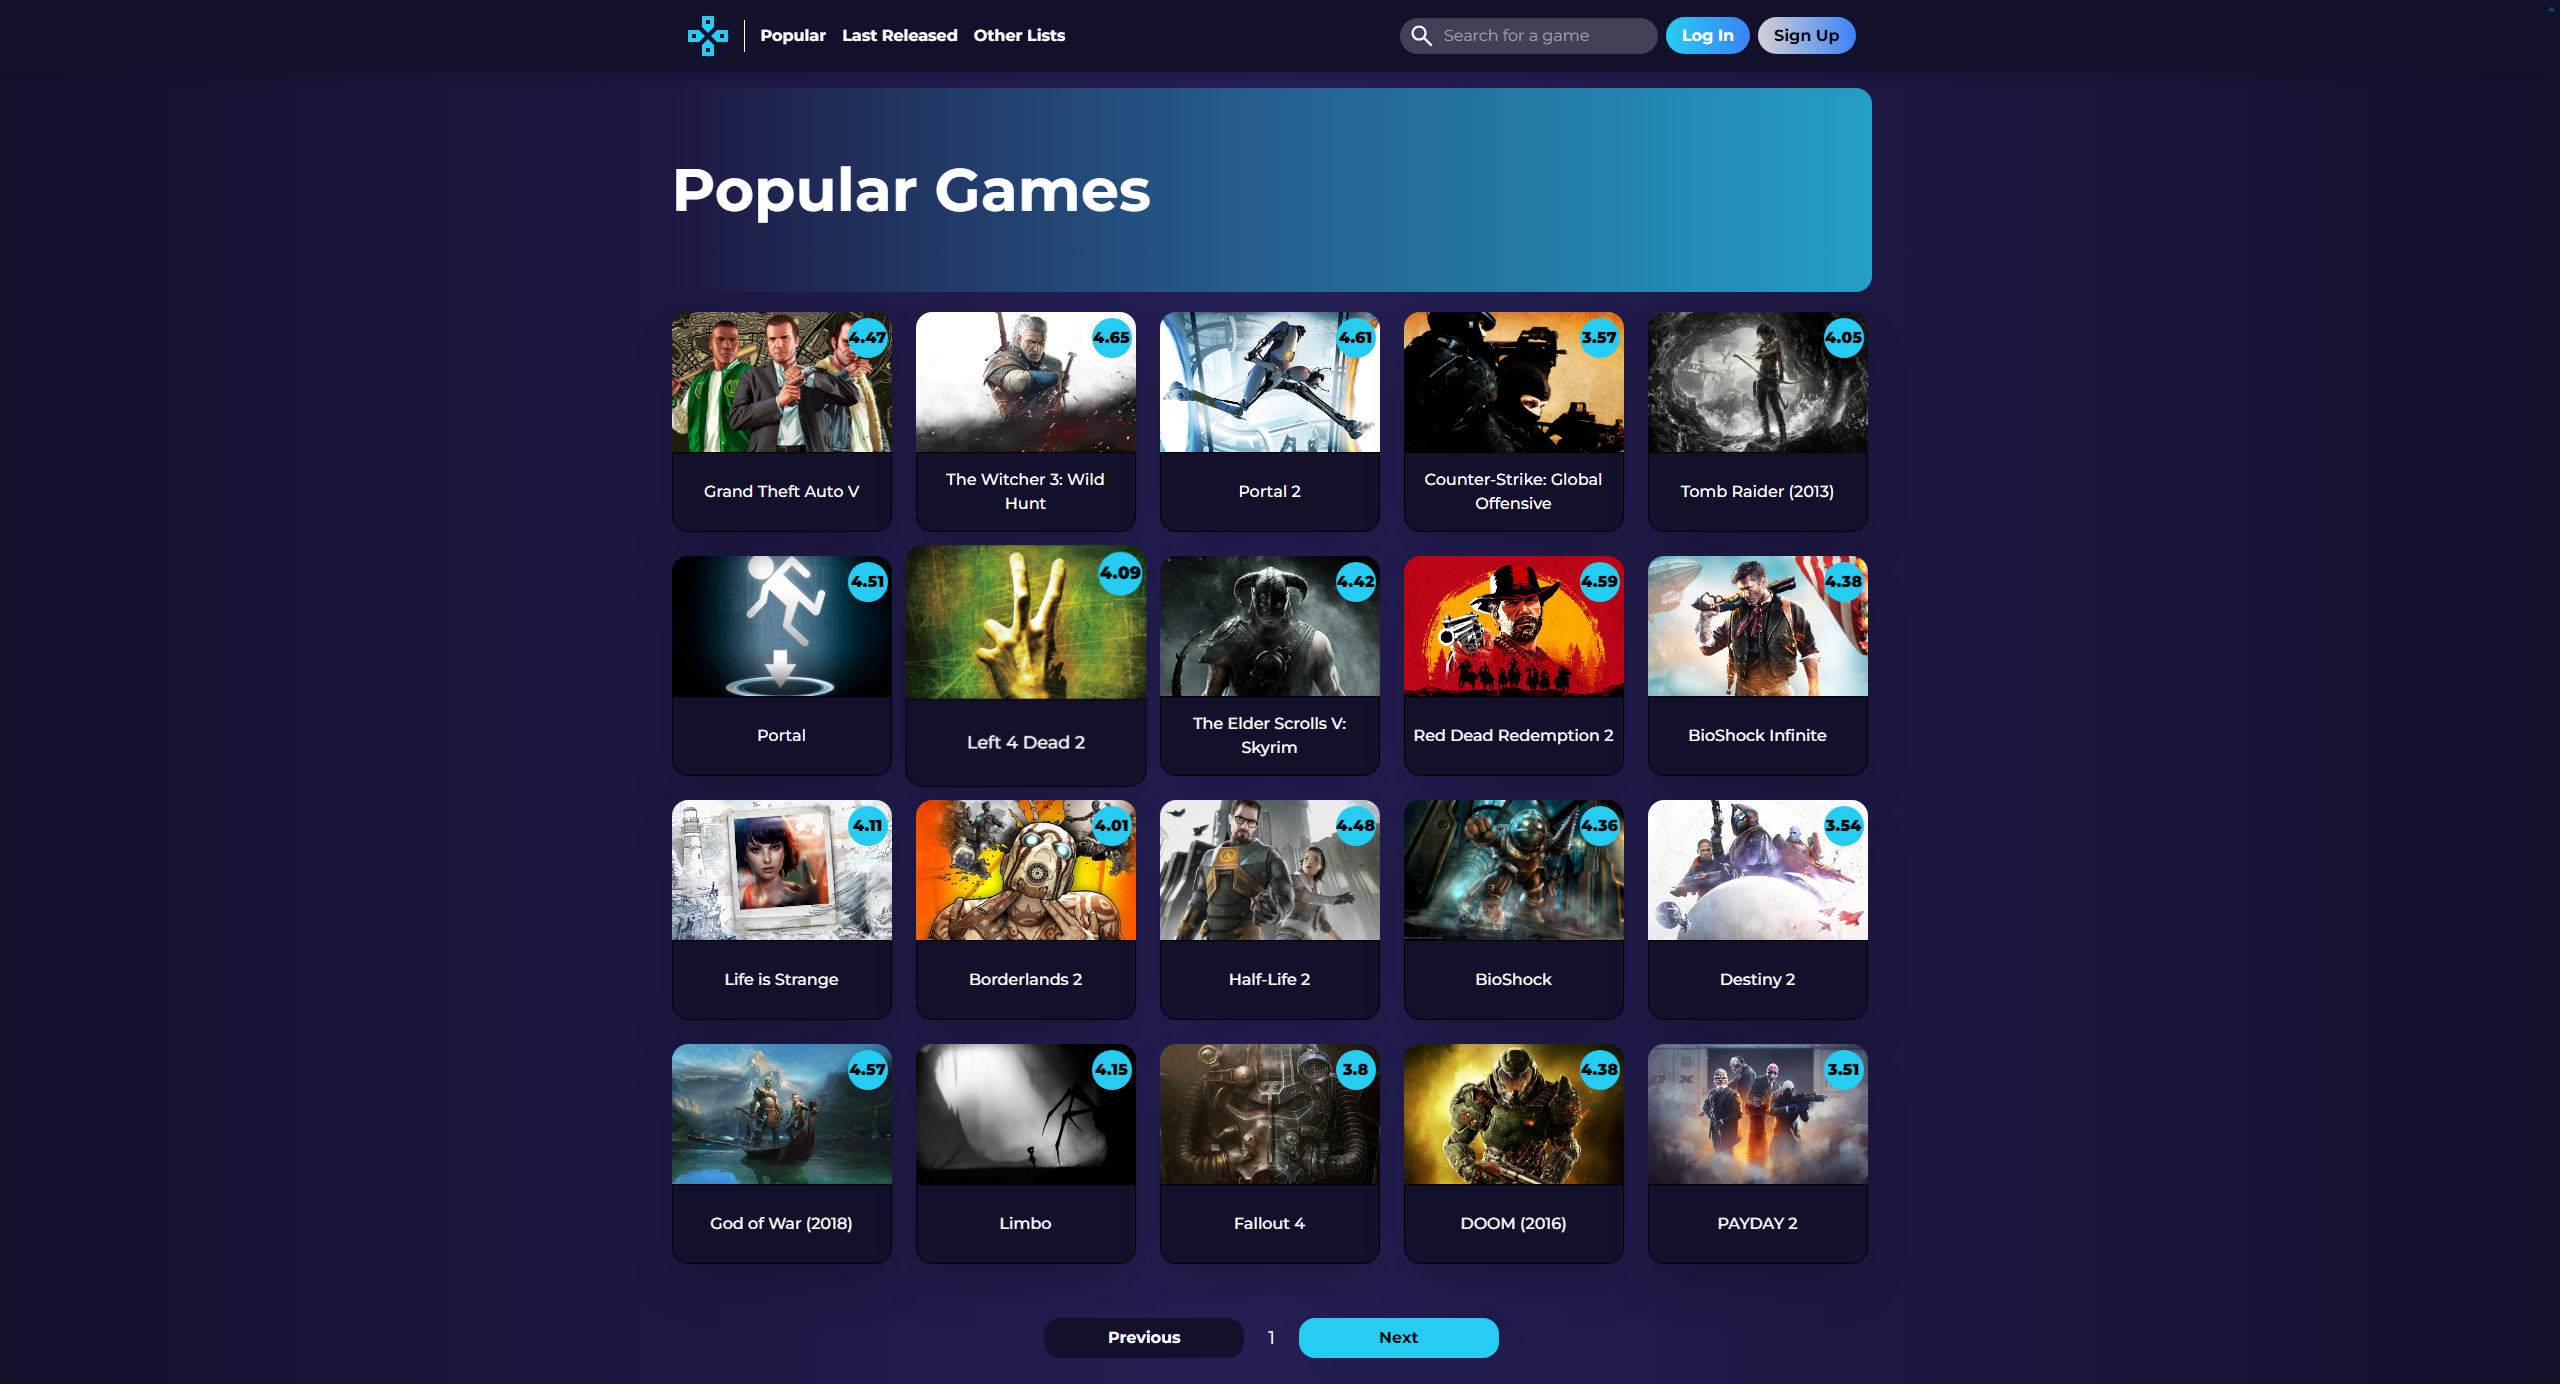 Popular
Last Released
Other Lists
Search for a game
Log In
Sign Up
Popular Games
4.47
4.65
4.61
3.57
4.05
Grand Theft Auto V
The Witcher 3: Wild
Hunt
Portal 2
Counter-Strike: Global
Offensive
Tomb Raider (2013)
4.51
4.09
4.42
4.59
4.38
Portal
Left 4 Dead 2
The Elder Scrolls V:
Skyrim
Red Dead Redemption 2
BioShock Infinite
4.11
4.01
4.48
4.36
3.54
Life is Strange
Borderlands 2
Half-Life 2
BioShock
Destiny 2
4.57
4.15
3.8
4.38
3.51
God of War (2018)
Limbo
Fallout 4
DOOM (2016)
PAYDAY 2
Previous
1
Next